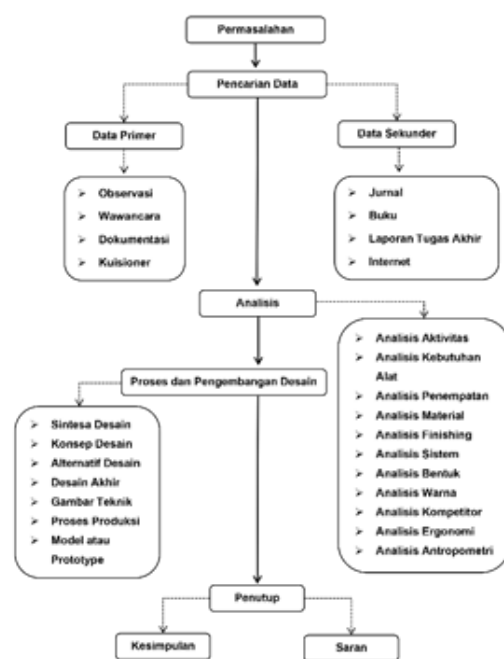 Permasalahan
Pencarian Data
Data Primer
Data Sekunder
Observasi
Wawancara
Dokumentasi
Kuisioner
Jurnal
Buku
Laporan Tugas Akhir
Internet
Analisis
Analisis Aktivitas
Analisis Kebutuhan
Alat
Analisis Penempatan
Analisis Material
Analisis Finishing
Analisis Sistem
Analisis Bentuk
Analisis Warna
Analisis Kompetitor
Analisis Ergonomi
Analisis Antropometri
Proses dan Pengembangan Desain
Sintesa Desain
Konsep Desain
Alternatif Desain
Desain Akhir
Gambar Teknik
Proses Produksi
Model atau
Prototype
Penutup
Kesimpulan
Saran